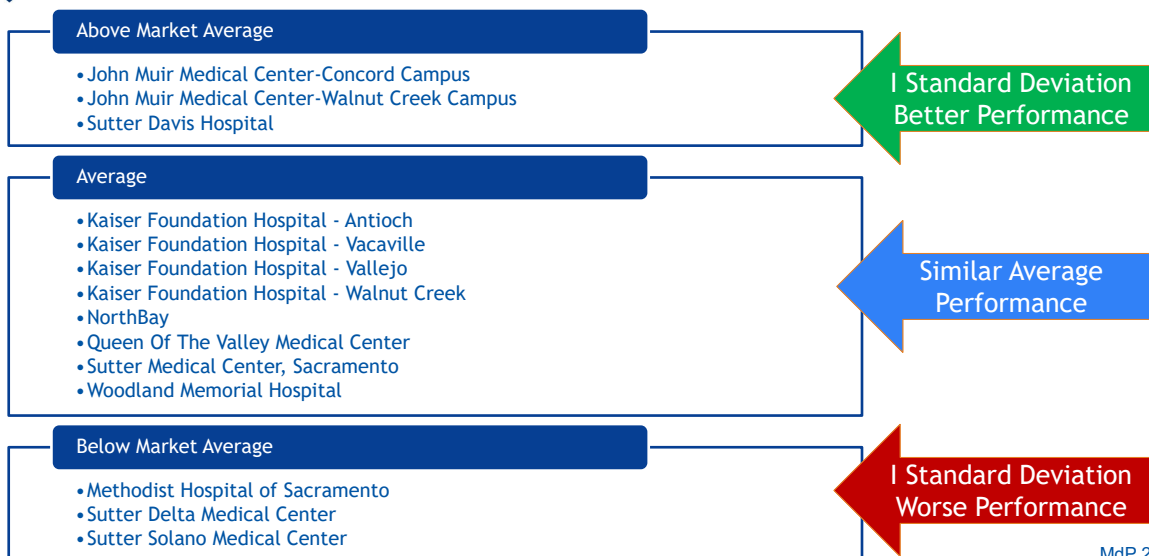 Above Market Average
•John Muir Medical Center-Concord Campus
•John Muir Medical Center-Walnut Creek Campus
•Sutter Davis Hospital
I Standard Deviation
Better Performance
Average
•Kaiser Foundation Hospital - Antioch
•Kaiser Foundation Hospital - Vacaville
•Kaiser Foundation Hospital - Vallejo
•Kaiser Foundation Hospital - Walnut Creek
•NorthBay
•Queen Of The Valley Medical Center
•Sutter Medical Center, Sacramento
•Woodland Memorial Hospital
Similar Average
Performance
Below Market Average
•Methodist Hospital of Sacramento
•Sutter Delta Medical Center
•Sutter Solano Medical Center
I Standard Deviation
Worse Performance
MdP 2